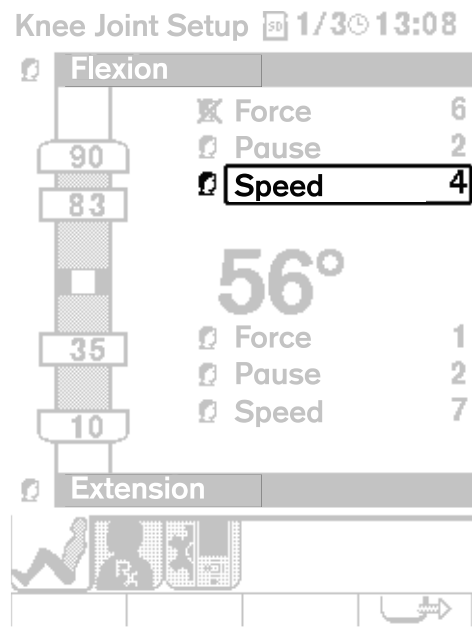 Knee Joint Setup SD 1/3 13:08
Flexion
Force 6
90 Pause 2
83 Speed 4
56°
Force 1
35 Pause 2
Speed 7
10
Extension
Rx